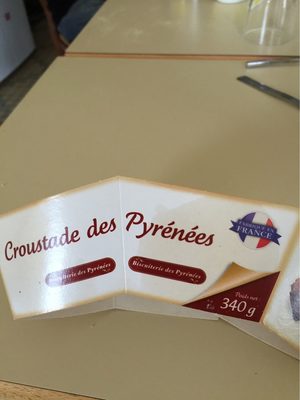 Croustade des Pyrénées
Biscuiterie des Pyrénées
Biscuiterie des Pyrénées
FABRIQUÉ EN
FRANCE
Poids net
340 g